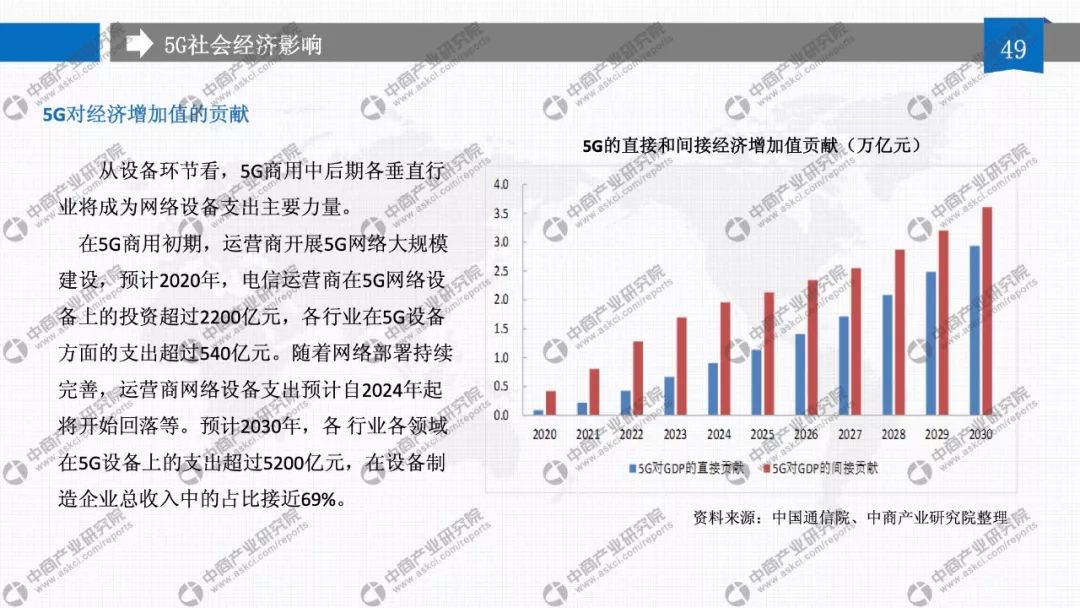 5G社会经济影响
49
5G对经济增加值的贡献
从设备环节看，5G商用中后期各垂直行
业将成为网络设备支出主要力量。
在5G商用初期，运营商开展5G网络大规模
建设，预计2020年，电信运营商在5G网络设
备上的投资超过2200亿元，各行业在5G设备
方面的支出超过540亿元。随着网络部署持续
完善，运营商网络设备支出预计自2024年起
将开始回落等。预计2030年，各 行业各领域
在5G设备上的支出超过5200亿元，在设备制
造企业总收入中的占比接近69%。
5G的直接和间接经济增加值贡献（万亿元）
4.0
3.5
3.0
2.5
2.0
1.5
1.0
0.5
0.0
2020 2021 2022 2023 2024 2025 2026 2027 2028 2029 2030
5G对GDP的直接贡献 5G对GDP的间接贡献
资料来源：中国通信院、中商产业研究院整理
中商产业研究院
www.askci.com/reports